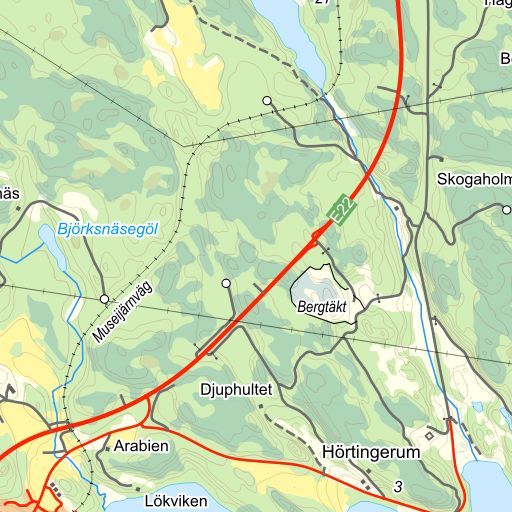 27
Skogaholm
näs
E22
Björksnäsegöl
Museijärnväg
Bergtäkt
Djuphultet
Arabien
Hörtingerum
3
Lökviken